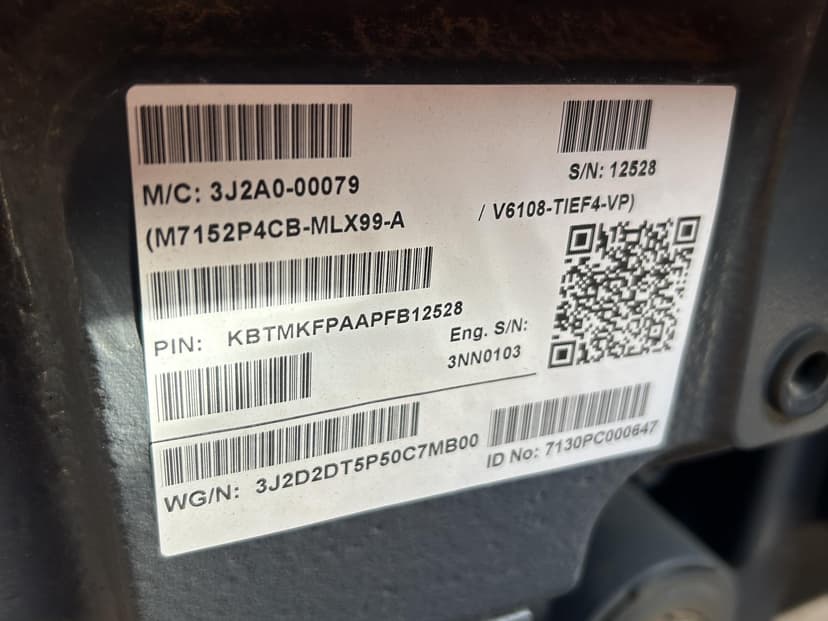 M/C: 3J2A0-00079
S/N: 12528
(M7152P4CB-MLX99-A / V6108-TIEF4-VP)
PIN: KBTMKFPAAPFB12528
Eng. S/N:
3NN0103
WG/N: 3J2D2DT5P50C7MB00
ID No: 7130PC000647